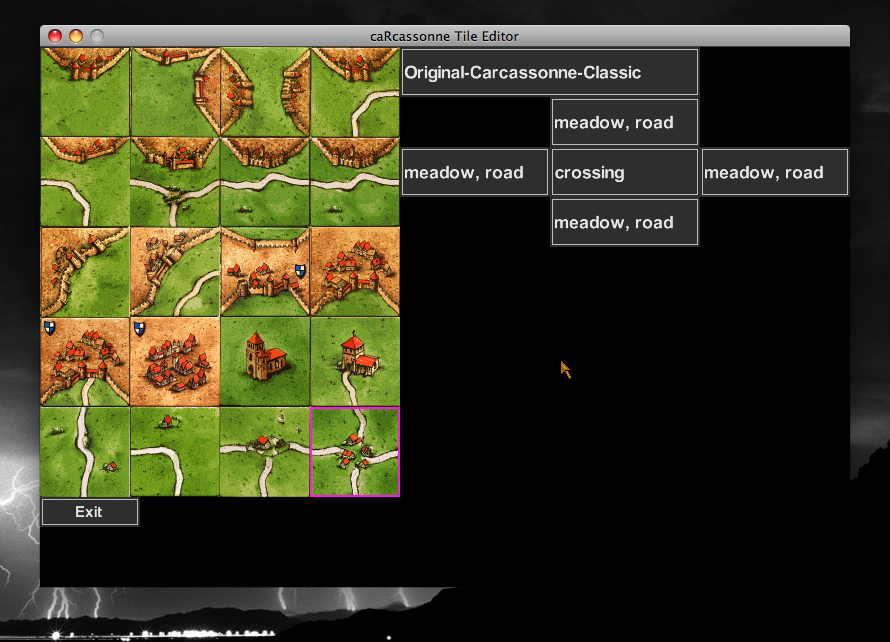 caRcassonne Tile Editor
Original-Carcassonne-Classic
meadow, road
meadow, road
crossing
meadow, road
meadow, road
Exit